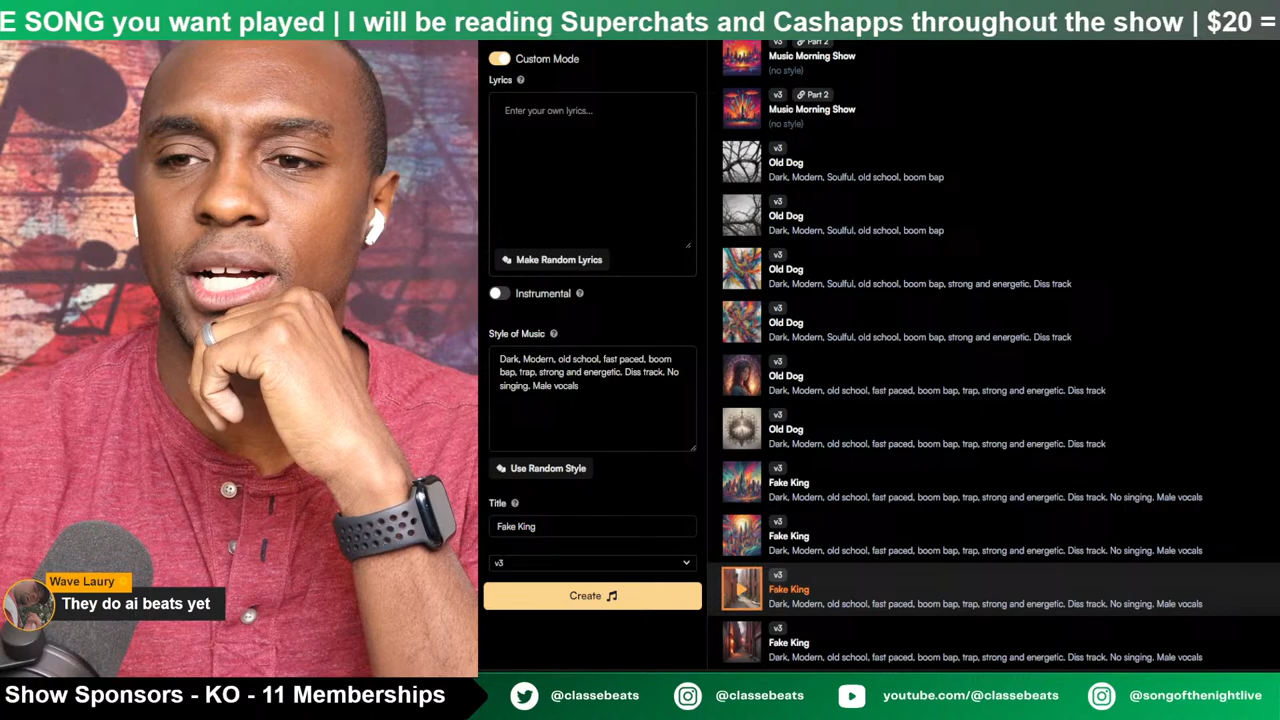 E SONG you want played | I will be reading Superchats and Cashapps throughout the show | $20 =
Custom Mode
Lyrics
Enter your own lyrics...
Make Random Lyrics
Instrumental
Style of Music
Dark, Modern, old school, fast paced, boom
bap, trap, strong and energetic. Diss track. No
singing. Male vocals
Use Random Style
Title
Fake King
v3
Create
v3 Part 2
Music Morning Show
(no style)
v3 Part 2
Music Morning Show
(no style)
v3
Old Dog
Dark, Modern, Soulful, old school, boom bap
v3
Old Dog
Dark, Modern, Soulful, old school, boom bap
v3
Old Dog
Dark, Modern, Soulful, old school, boom bap, strong and energetic. Diss track
v3
Old Dog
Dark, Modern, Soulful, old school, boom bap, strong and energetic. Diss track
v3
Old Dog
Dark, Modern, old school, fast paced, boom bap, trap, strong and energetic. Diss track
v3
Old Dog
Dark, Modern, old school, fast paced, boom bap, trap, strong and energetic. Diss track
v3
Fake King
Dark, Modern, old school, fast paced, boom bap, trap, strong and energetic. Diss track. No singing. Male vocals
v3
Fake King
Dark, Modern, old school, fast paced, boom bap, trap, strong and energetic. Diss track. No singing. Male vocals
v3
Fake King
Dark, Modern, old school, fast paced, boom bap, trap, strong and energetic. Diss track. No singing. Male vocals
v3
Fake King
Dark, Modern, old school, fast paced, boom bap, trap, strong and energetic. Diss track. No singing. Male vocals
Wave Laury
They do ai beats yet
Show Sponsors - KO - 11 Memberships
@classebeats
@classebeats
youtube.com/@classebeats
@songofthenightlive